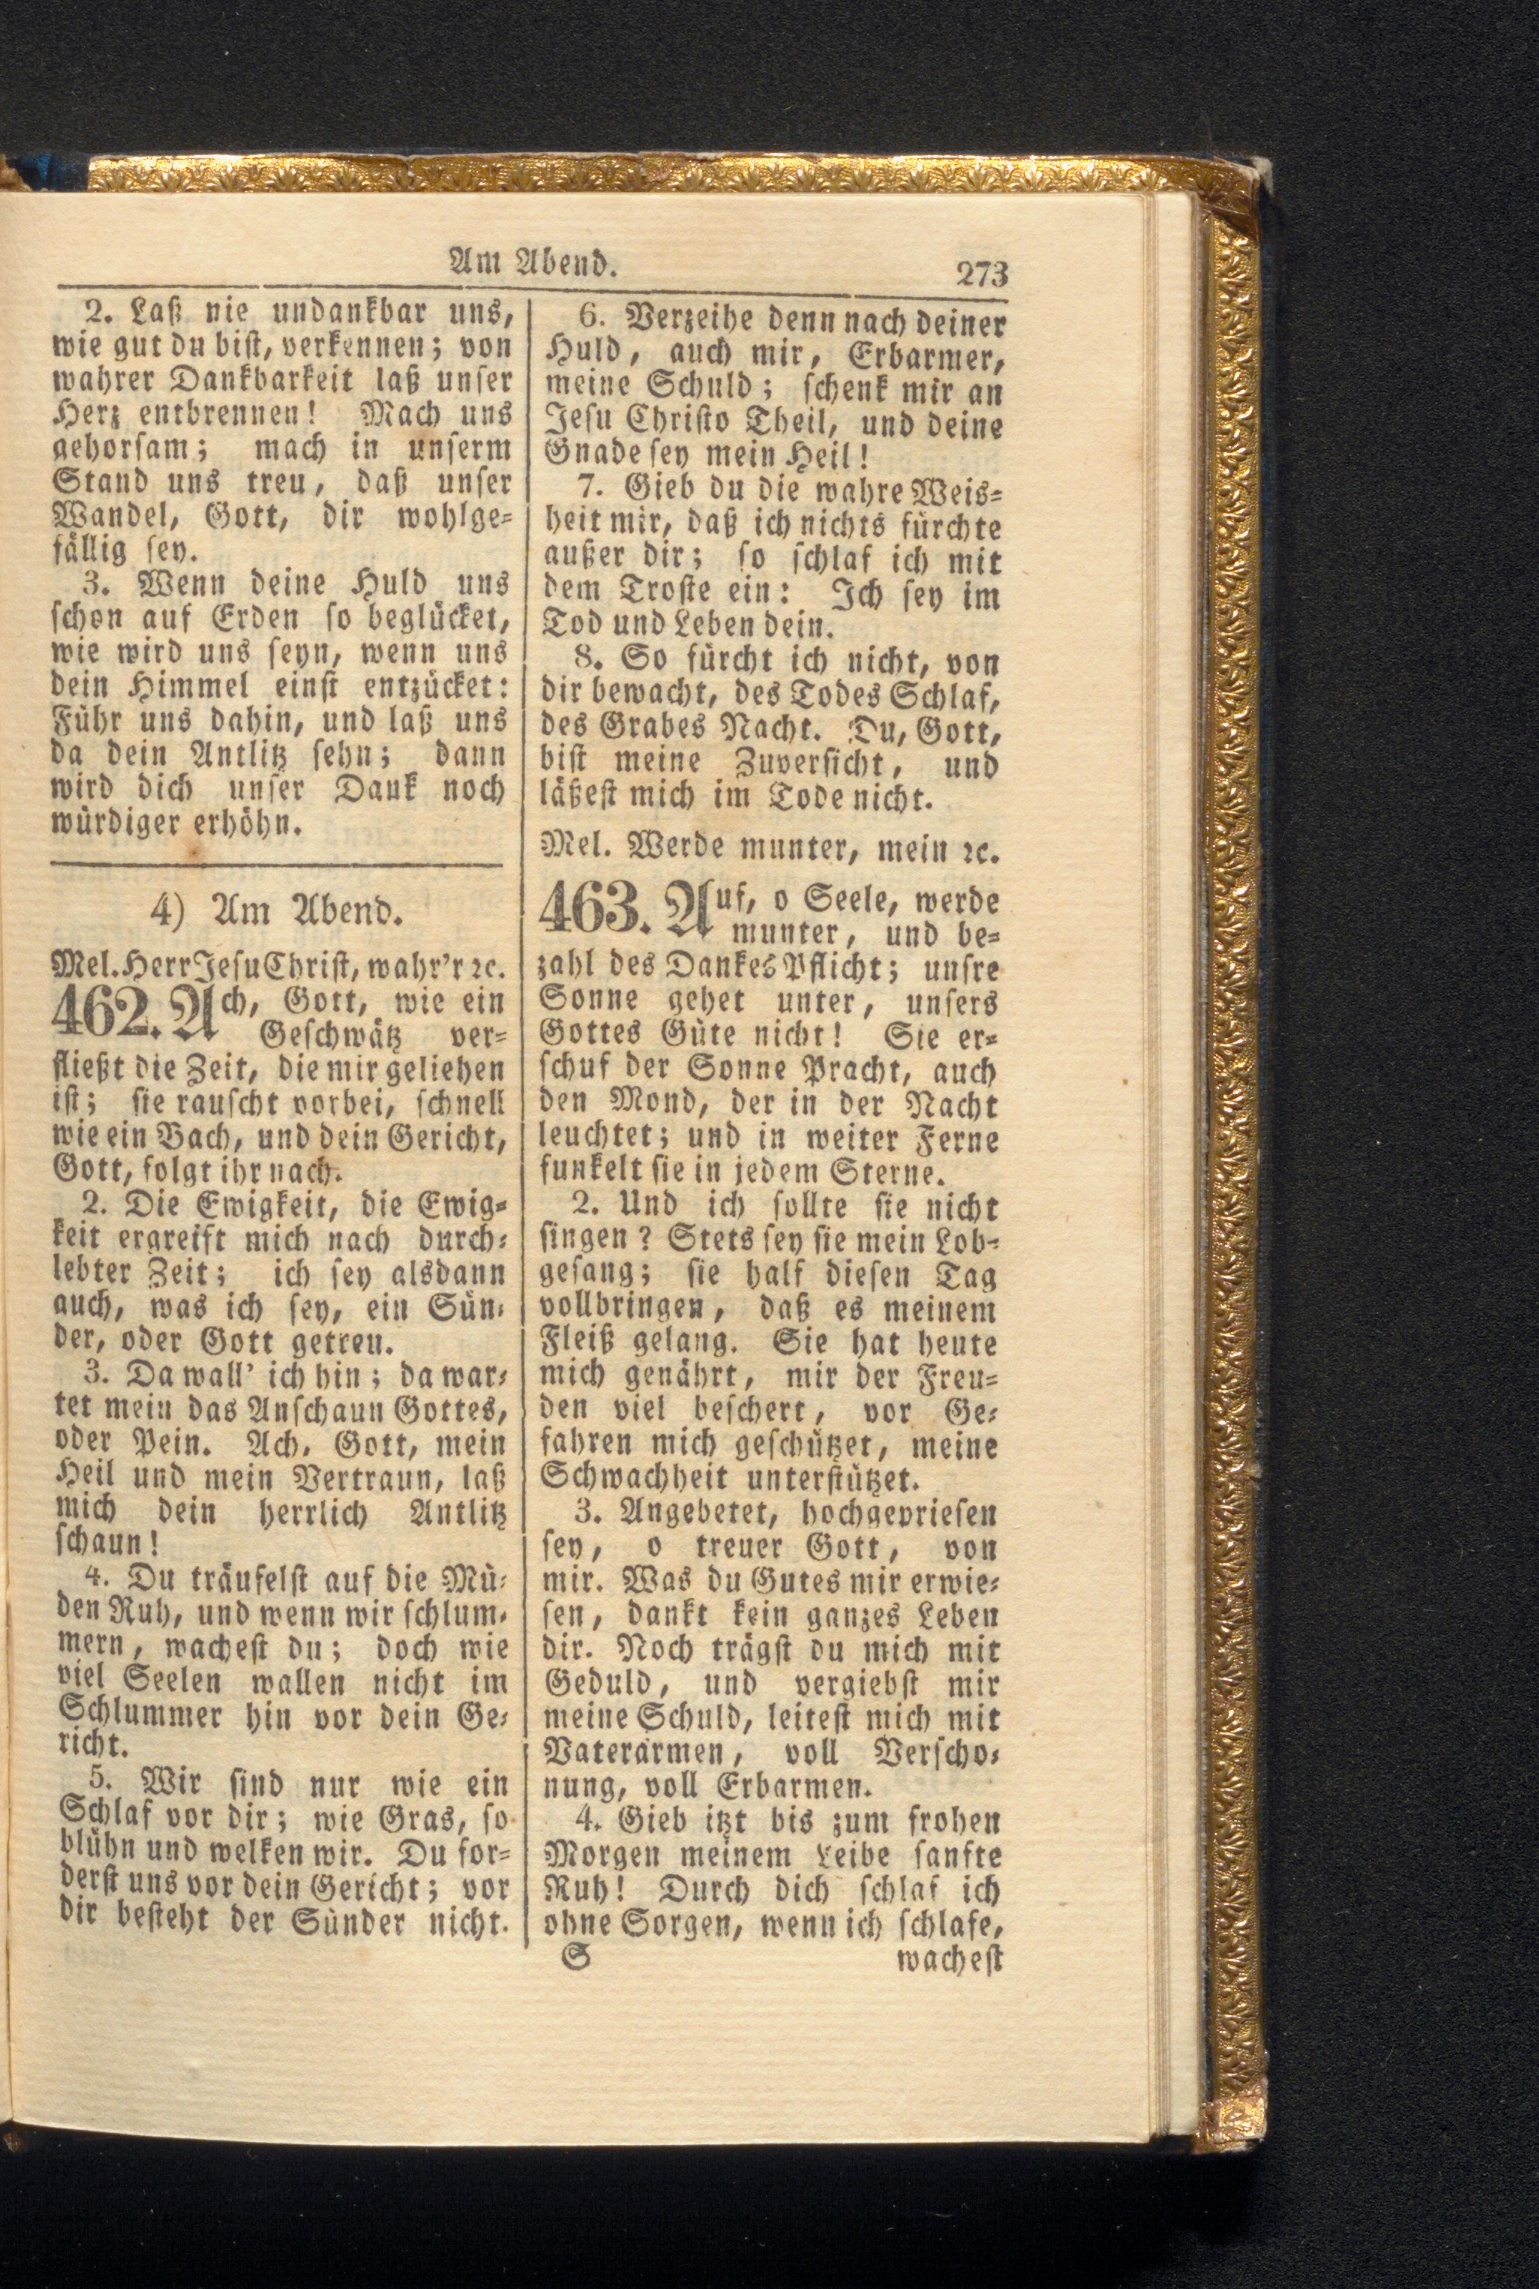 Am Abend.
273
2. Laß nie undankbar uns,
wie gut du bist, verkennen; von
wahrer Dankbarkeit laß unser
Herz entbrennen! Mach uns
gehorsam; mach in unserm
Stand uns treu, daß unser
Wandel, Gott, dir wohlge-
fällig sey.
3. Wenn deine Huld uns
schon auf Erden so beglücket,
wie wird uns seyn, wenn uns
dein Himmel einst entzücket:
Führ uns dahin, und laß uns
da dein Antlitz sehn; dann
wird dich unser Dank noch
würdiger erhöhn.
4) Am Abend.
Mel. Herr Jesu Christ, wahr'r ꝛc.
462. Ach, Gott, wie ein
Geschwätz ver-
fließt die Zeit, die mir geliehen
ist; sie rauscht vorbei, schnell
wie ein Bach, und dein Gericht,
Gott, folgt ihr nach.
2. Die Ewigkeit, die Ewig-
keit ergreift mich nach durch-
lebter Zeit; ich sey alsdann
auch, was ich sey, ein Sün-
der, oder Gott getreu.
3. Da wall' ich hin; da war-
tet mein das Anschaun Gottes,
oder Pein. Ach, Gott, mein
Heil und mein Vertraun, laß
mich dein herrlich Antlitz
schaun!
4. Du träufelst auf die Mü-
den Ruh, und wenn wir schlum-
mern, wachest du; doch wie
viel Seelen wallen nicht im
Schlummer hin vor dein Ge-
richt.
5. Wir sind nur wie ein
Schlaf vor dir; wie Gras, so
blühn und welken wir. Du for-
derst uns vor dein Gericht; vor
dir besteht der Sünder nicht.
6. Verzeihe denn nach deiner
Huld, auch mir, Erbarmer,
meine Schuld; schenk mir an
Jesu Christo Theil, und deine
Gnade sey mein Heil!
7. Gieb du die wahre Weis-
heit mir, daß ich nichts fürchte
außer dir; so schlaf ich mit
dem Troste ein: Ich sey im
Tod und Leben dein.
8. So fürcht ich nicht, von
dir bewacht, des Todes Schlaf,
des Grabes Nacht. Du, Gott,
bist meine Zuversicht, und
läßest mich im Tode nicht.
Mel. Werde munter, mein ꝛc.
463. Auf, o Seele, werde
munter, und be-
zahl des Dankes Pflicht; unsre
Sonne gehet unter, unsers
Gottes Güte nicht! Sie er-
schuf der Sonne Pracht, auch
den Mond, der in der Nacht
leuchtet; und in weiter Ferne
funkelt sie in jedem Sterne.
2. Und ich sollte sie nicht
singen? Stets sey sie mein Lob-
gesang; sie half diesen Tag
vollbringen, daß es meinem
Fleiß gelang. Sie hat heute
mich genährt, mir der Freu-
den viel beschert, vor Ge-
fahren mich geschützet, meine
Schwachheit unterstützet.
3. Angebetet, hochgepriesen
sey, o treuer Gott, von
mir. Was du Gutes mir erwie-
sen, dankt kein ganzes Leben
dir. Noch trägst du mich mit
Geduld, und vergiebst mir
meine Schuld, leitest mich mit
Vaterarmen, voll Verscho-
nung, voll Erbarmen.
4. Gieb itzt bis zum frohen
Morgen meinem Leibe sanfte
Ruh! Durch dich schlaf ich
ohne Sorgen, wenn ich schlafe,
S
wachest